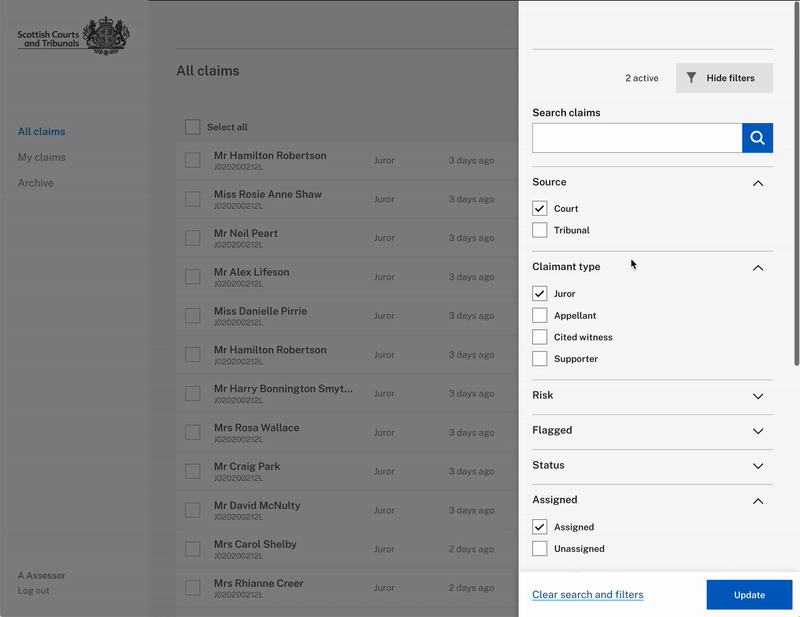 Scottish Courts
and Tribunals
All claims
My claims
Archive
A Assessor
Log out
All claims
Select all
Mr Hamilton Robertson Juror 3 days ago
J020200212L
Miss Rosie Anne Shaw Juror 3 days ago
J020200212L
Mr Neil Peart Juror 3 days ago
J020200212L
Mr Alex Lifeson Juror 3 days ago
J020200212L
Miss Danielle Pirrie Juror 3 days ago
J020200212L
Mr Hamilton Robertson Juror 3 days ago
J020200212L
Mr Harry Bonnington Smyt... Juror 3 days ago
J020200212L
Mrs Rosa Wallace Juror 3 days ago
J020200212L
Mr Craig Park Juror 3 days ago
J020200212L
Mr David McNulty Juror 3 days ago
J020200212L
Mrs Carol Shelby Juror 2 days ago
J020200212L
Mrs Rhianne Creer Juror 2 days ago
J020200212L
2 active Hide filters
Search claims
Source
Court
Tribunal
Claimant type
Juror
Appellant
Cited witness
Supporter
Risk
Flagged
Status
Assigned
Assigned
Unassigned
Clear search and filters Update